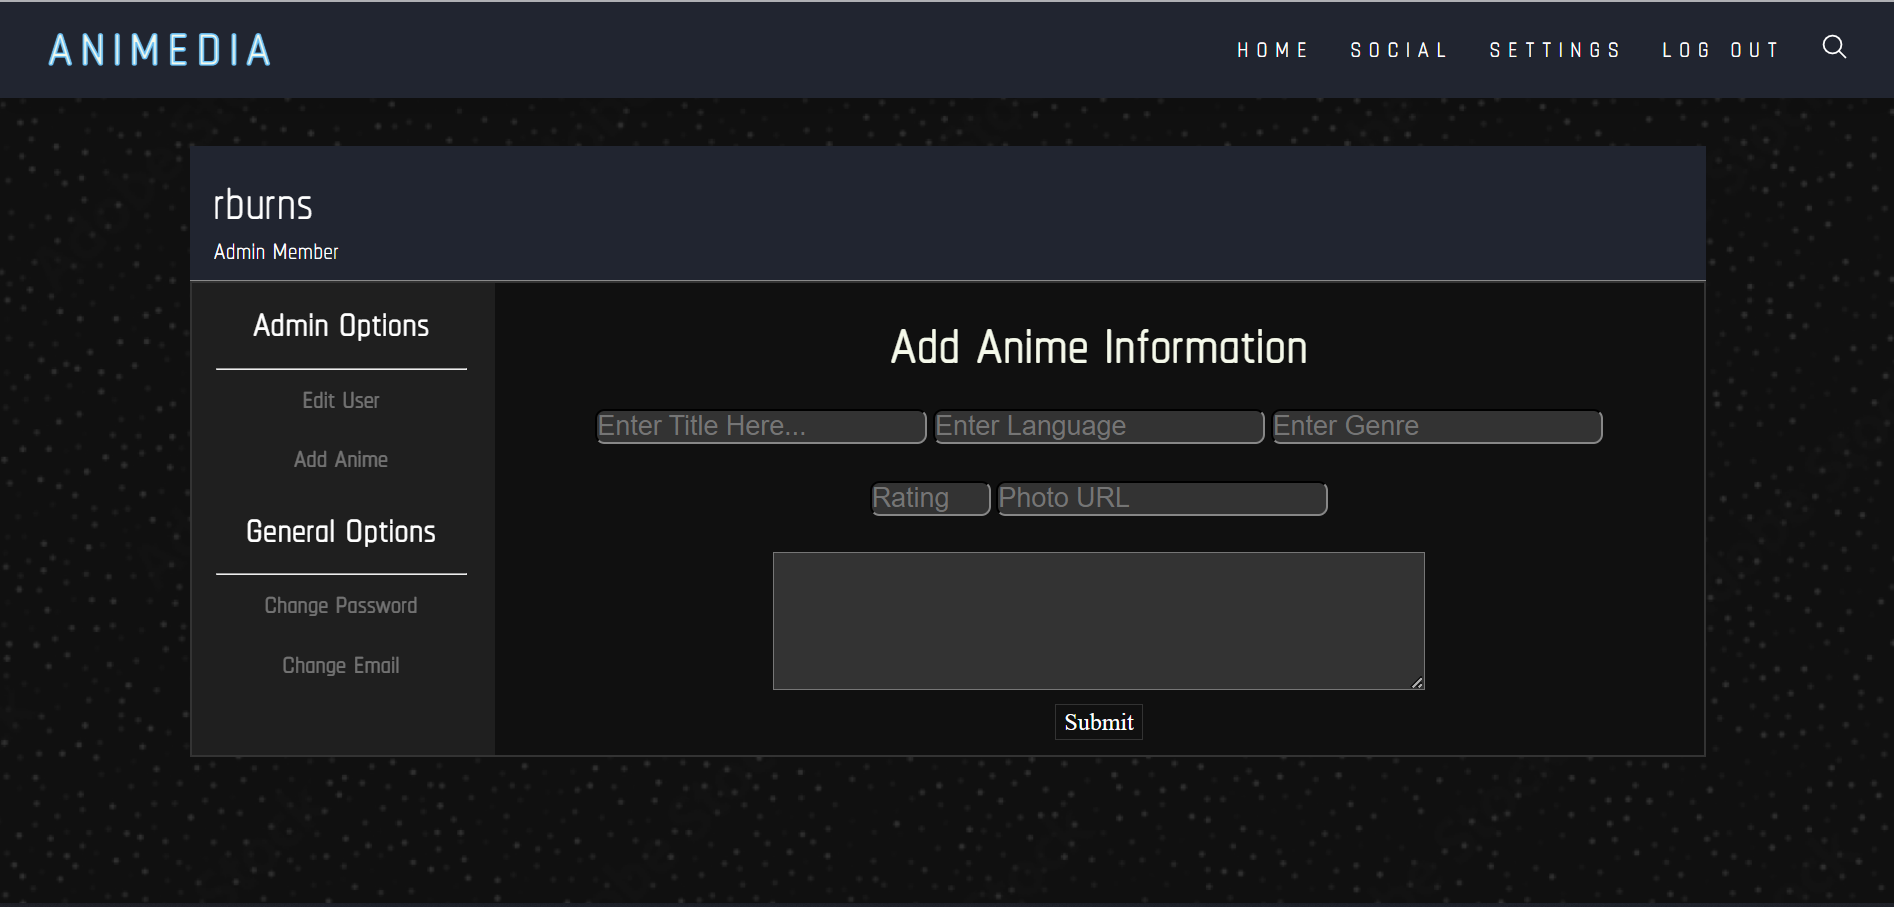 ANIMEDIA
HOME SOCIAL SETTINGS LOG OUT
rburns
Admin Member
Admin Options
Edit User
Add Anime
General Options
Change Password
Change Email
Add Anime Information
Enter Title Here... Enter Language Enter Genre
Rating Photo URL
Submit